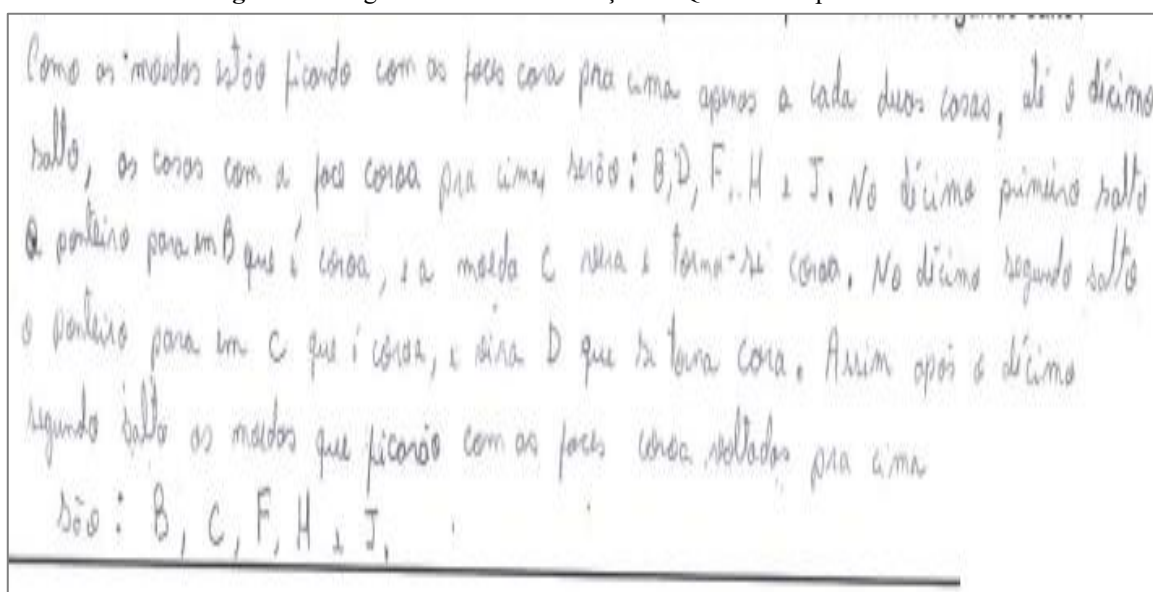 Como as moedas estão ficando com as faces cara pra cima apenas a cada duas casas, até o décimo
salto, as casas com a face coroa pra cima, serão: B, D, F, H e J. No décimo primeiro salto
o ponteiro para em B que é coroa, e a moeda C vira e torna-se coroa. No décimo segundo salto
o ponteiro para em C que é coroa, e vira D que se torna cara. Assim após o décimo
segundo salto as moedas que ficarão com as faces coroa voltadas pra cima
são: B, C, F, H e J.